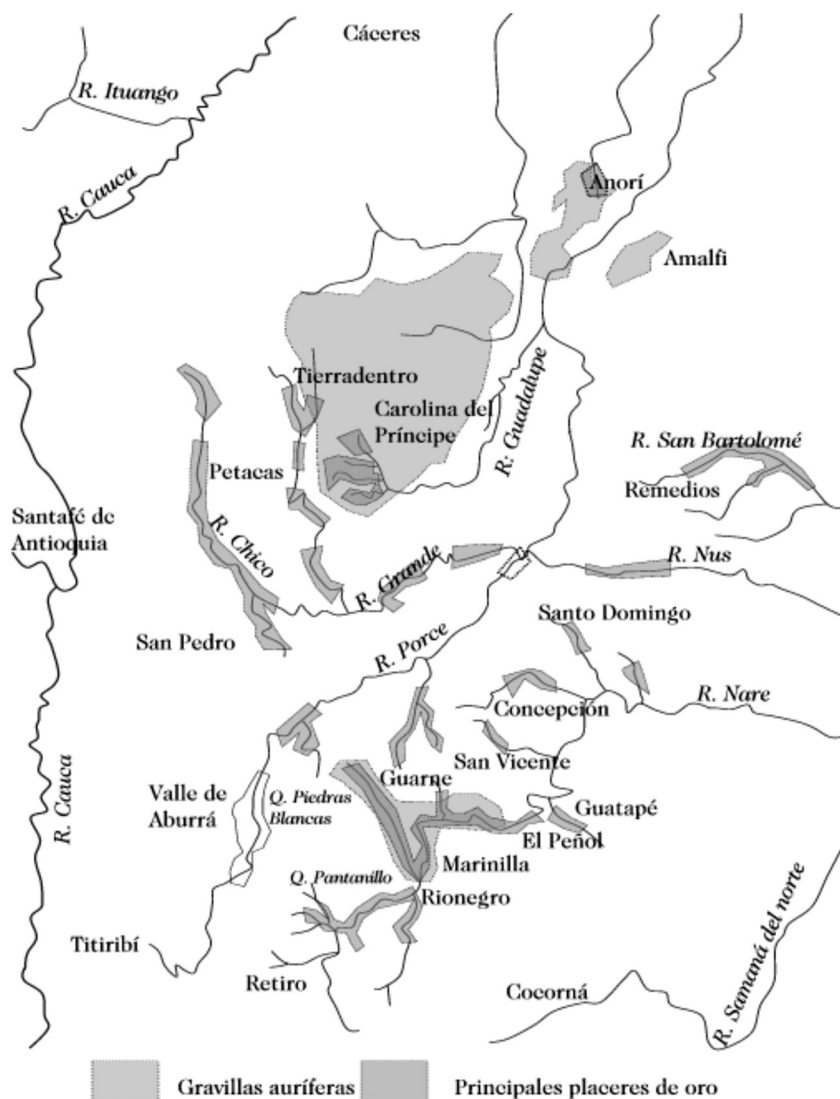 Cáceres
R. Ituango
R. Cauca
Anorí
Amalfi
Tierradentro
Carolina del
Príncipe
R: Guadalupe
R. San Bartolomé
Remedios
Petacas
Santafé de
Antioquia
R. Chico
R. Grande
R. Nus
San Pedro
Santo Domingo
R. Porce
R. Nare
Concepción
San Vicente
Guarne
Valle de
Aburrá
Q. Piedras
Blancas
R. Cauca
Guatapé
El Peñol
Marinilla
Q. Pantanillo
Rionegro
Titiribí
Retiro
Cocorná
R. Samaná del norte
Gravillas auríferas
Principales placeres de oro